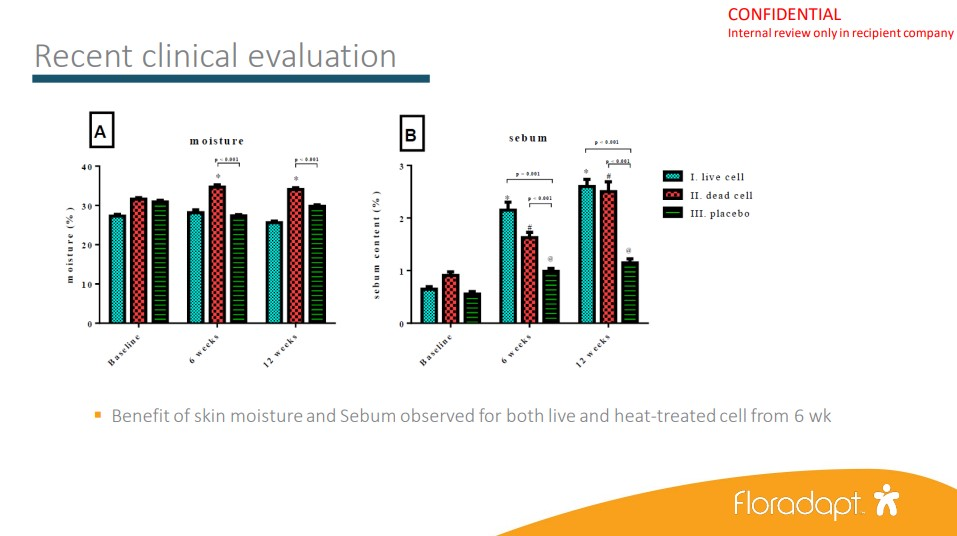 CONFIDENTIAL
Internal review only in recipient company
Recent clinical evaluation
A
moisture
p < 0.001
p < 0.001
*
*
40
30
20
10
0
moisture (%)
Baseline
6 weeks
12 weeks
B
sebum
p < 0.001
p < 0.001
p < 0.001
p < 0.001
*
#
@
*
#
@
3
2
1
0
sebum content (%)
Baseline
6 weeks
12 weeks
I. live cell
II. dead cell
III. placebo
▪ Benefit of skin moisture and Sebum observed for both live and heat-treated cell from 6 wk
Floradapt™